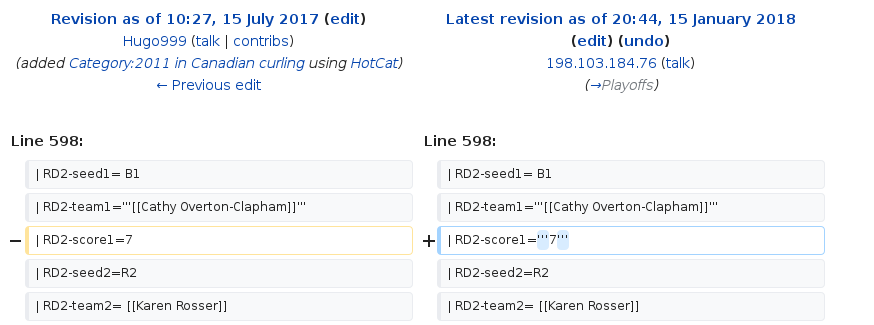 Revision as of 10:27, 15 July 2017 (edit)
Hugo999 (talk | contribs)
(added Category:2011 in Canadian curling using HotCat)
← Previous edit
Latest revision as of 20:44, 15 January 2018
(edit) (undo)
198.103.184.76 (talk)
(→Playoffs)
Line 598:
Line 598:
| RD2-seed1= B1
| RD2-seed1= B1
| RD2-team1='''[[Cathy Overton-Clapham]]'''
| RD2-team1='''[[Cathy Overton-Clapham]]'''
− | RD2-score1=7
+ | RD2-score1='''7'''
| RD2-seed2=R2
| RD2-seed2=R2
| RD2-team2= [[Karen Rosser]]
| RD2-team2= [[Karen Rosser]]